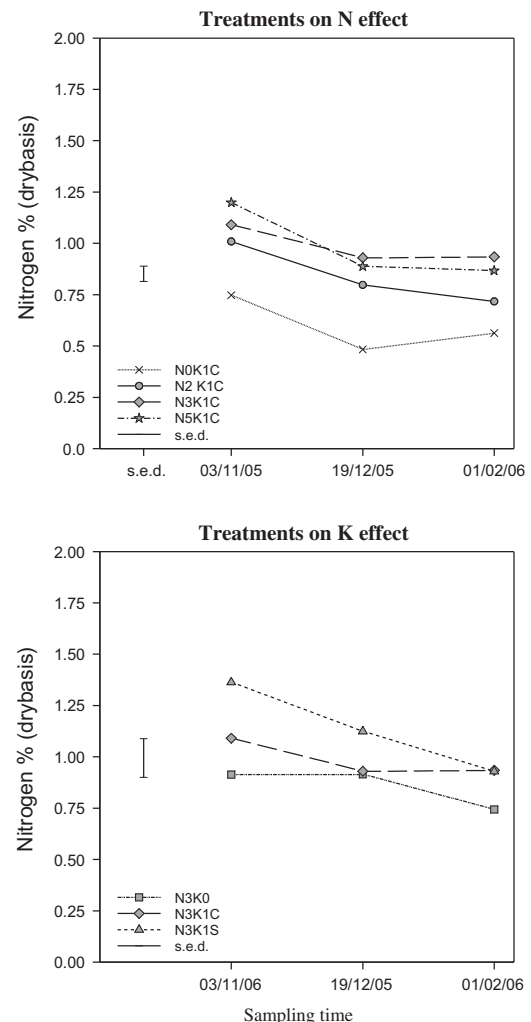 Treatments on N effect
Nitrogen % (drybasis)
2.00
1.75
1.50
1.25
1.00
0.75
0.5
0.25
0.0
N0K1C
N2 K1C
N3K1C
N5K1C
s.e.d.
s.e.d. 03/11/05 19/12/05 01/02/06
Treatments on K effect
Nitrogen % (drybasis)
2.00
1.75
1.50
1.25
1.00
0.75
0.50
0.25
0.00
N3K0
N3K1C
N3K1S
s.e.d.
03/11/06 19/12/05 01/02/06
Sampling time